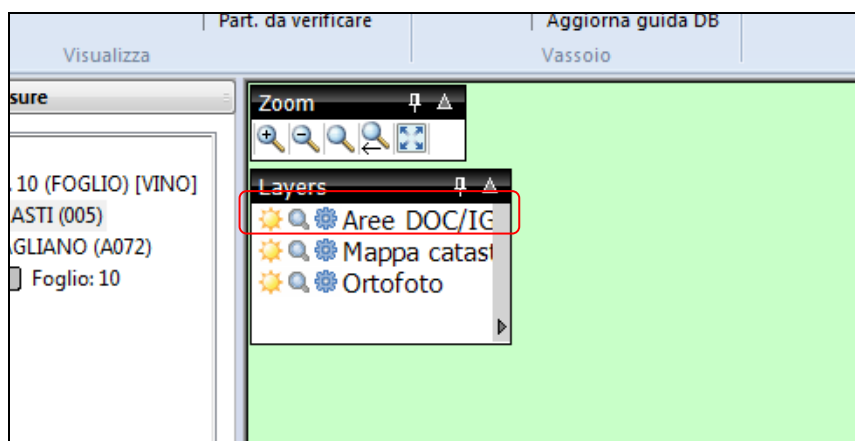 Part. da verificare
Aggiorna guida DB
Visualizza
Vassoio
sure
Zoom
10 (FOGLIO) [VINO]
ASTI (005)
GLIANO (A072)
Foglio: 10
Layers
Aree DOC/IG
Mappa catast
Ortofoto